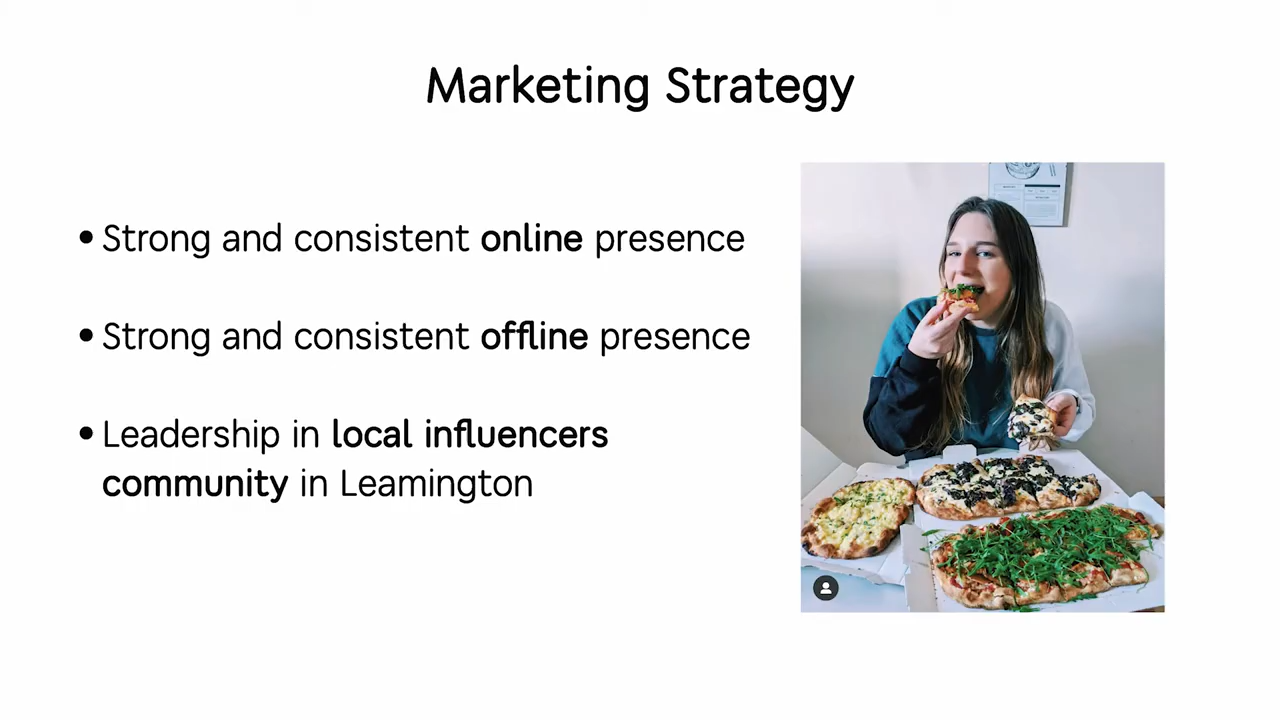 Marketing Strategy
• Strong and consistent online presence
• Strong and consistent offline presence
• Leadership in local influencers
community in Leamington